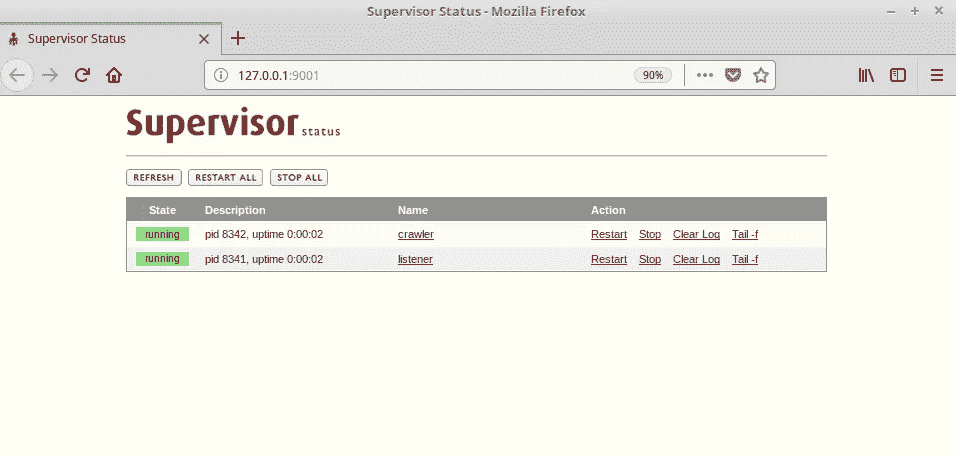 Supervisor Status - Mozilla Firefox
Supervisor Status
127.0.0.1:9001 90%
Supervisor status
REFRESH RESTART ALL STOP ALL
State Description Name Action
running pid 8342, uptime 0:00:02 crawler Restart Stop Clear Log Tail -f
running pid 8341, uptime 0:00:02 listener Restart Stop Clear Log Tail -f